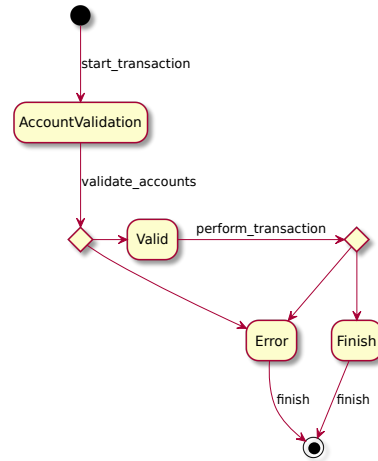 start_transaction
AccountValidation
validate_accounts
Valid
perform_transaction
Error
Finish
finish
finish